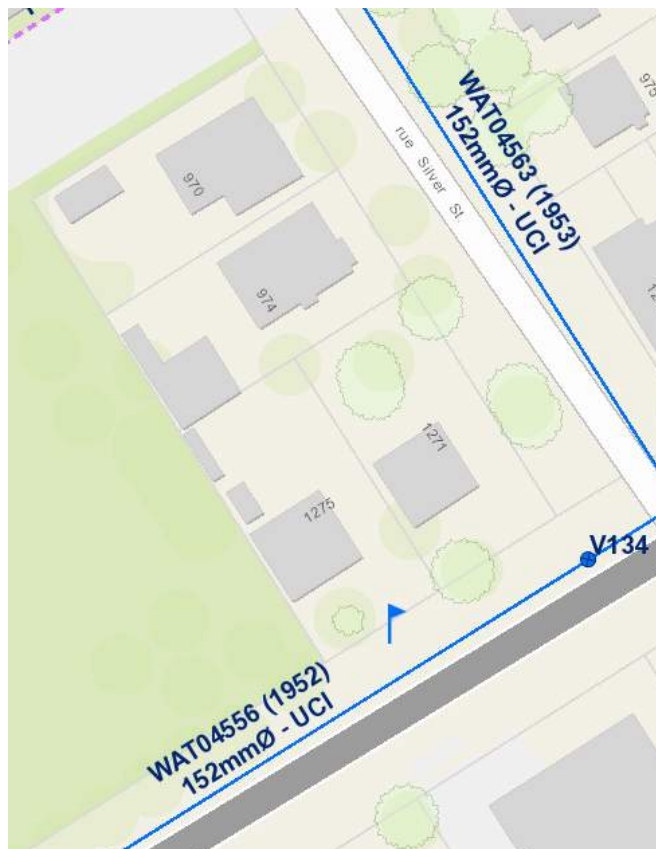 WAT04563 (1953)
152mmØ - UCI
975
rue Silver St.
970
974
1271
1275
V134
WAT04556 (1952)
152mmØ - UCI